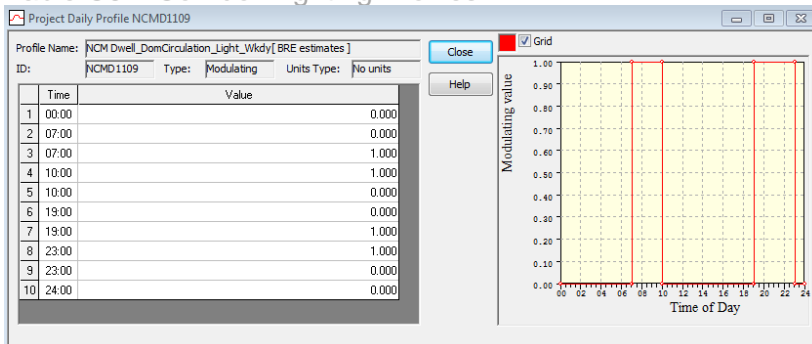 Project Daily Profile NCMD1109
Profile Name: NCM Dwell_DomCirculation_Light_Wkdy[ BRE estimates ]
ID: NCMD1109 Type: Modulating Units Type: No units
Close
Help
Time Value
1 00:00 0.000
2 07:00 0.000
3 07:00 1.000
4 10:00 1.000
5 10:00 0.000
6 19:00 0.000
7 19:00 1.000
8 23:00 1.000
9 23:00 0.000
10 24:00 0.000
Grid
Modulating value
1.00
0.90
0.80
0.70
0.60
0.50
0.40
0.30
0.20
0.10
0.00
00 02 04 06 08 10 12 14 16 18 20 22 24
Time of Day